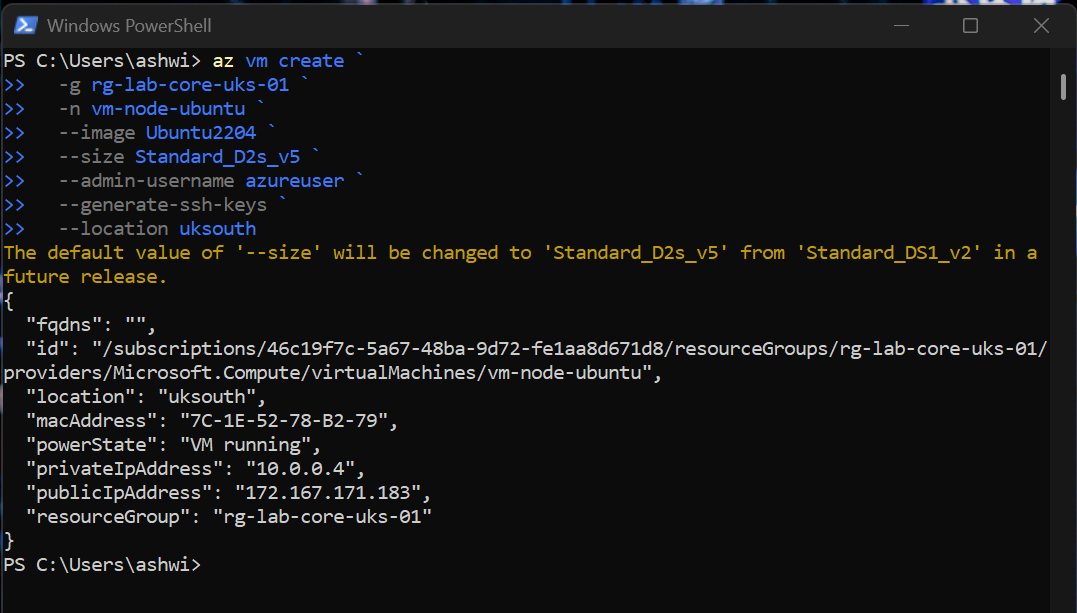 Windows PowerShell
PS C:\Users\ashwi> az vm create `
>>   -g rg-lab-core-uks-01 `
>>   -n vm-node-ubuntu `
>>   --image Ubuntu2204 `
>>   --size Standard_D2s_v5 `
>>   --admin-username azureuser `
>>   --generate-ssh-keys `
>>   --location uksouth
The default value of '--size' will be changed to 'Standard_D2s_v5' from 'Standard_DS1_v2' in a
future release.
{
  "fqdns": "",
  "id": "/subscriptions/46c19f7c-5a67-48ba-9d72-fe1aa8d671d8/resourceGroups/rg-lab-core-uks-01/
providers/Microsoft.Compute/virtualMachines/vm-node-ubuntu",
  "location": "uksouth",
  "macAddress": "7C-1E-52-78-B2-79",
  "powerState": "VM running",
  "privateIpAddress": "10.0.0.4",
  "publicIpAddress": "172.167.171.183",
  "resourceGroup": "rg-lab-core-uks-01"
}
PS C:\Users\ashwi>